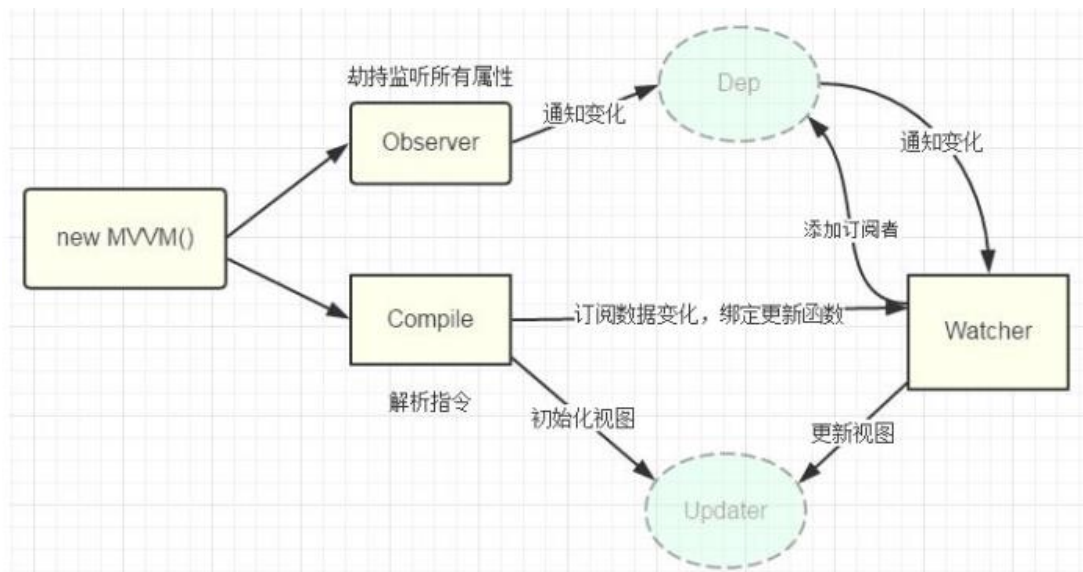 Dep
劫持监听所有属性
通知变化
Observer
通知变化
new MVVM()
添加订阅者
Compile
订阅数据变化，绑定更新函数
Watcher
解析指令
初始化视图
更新视图
Updater